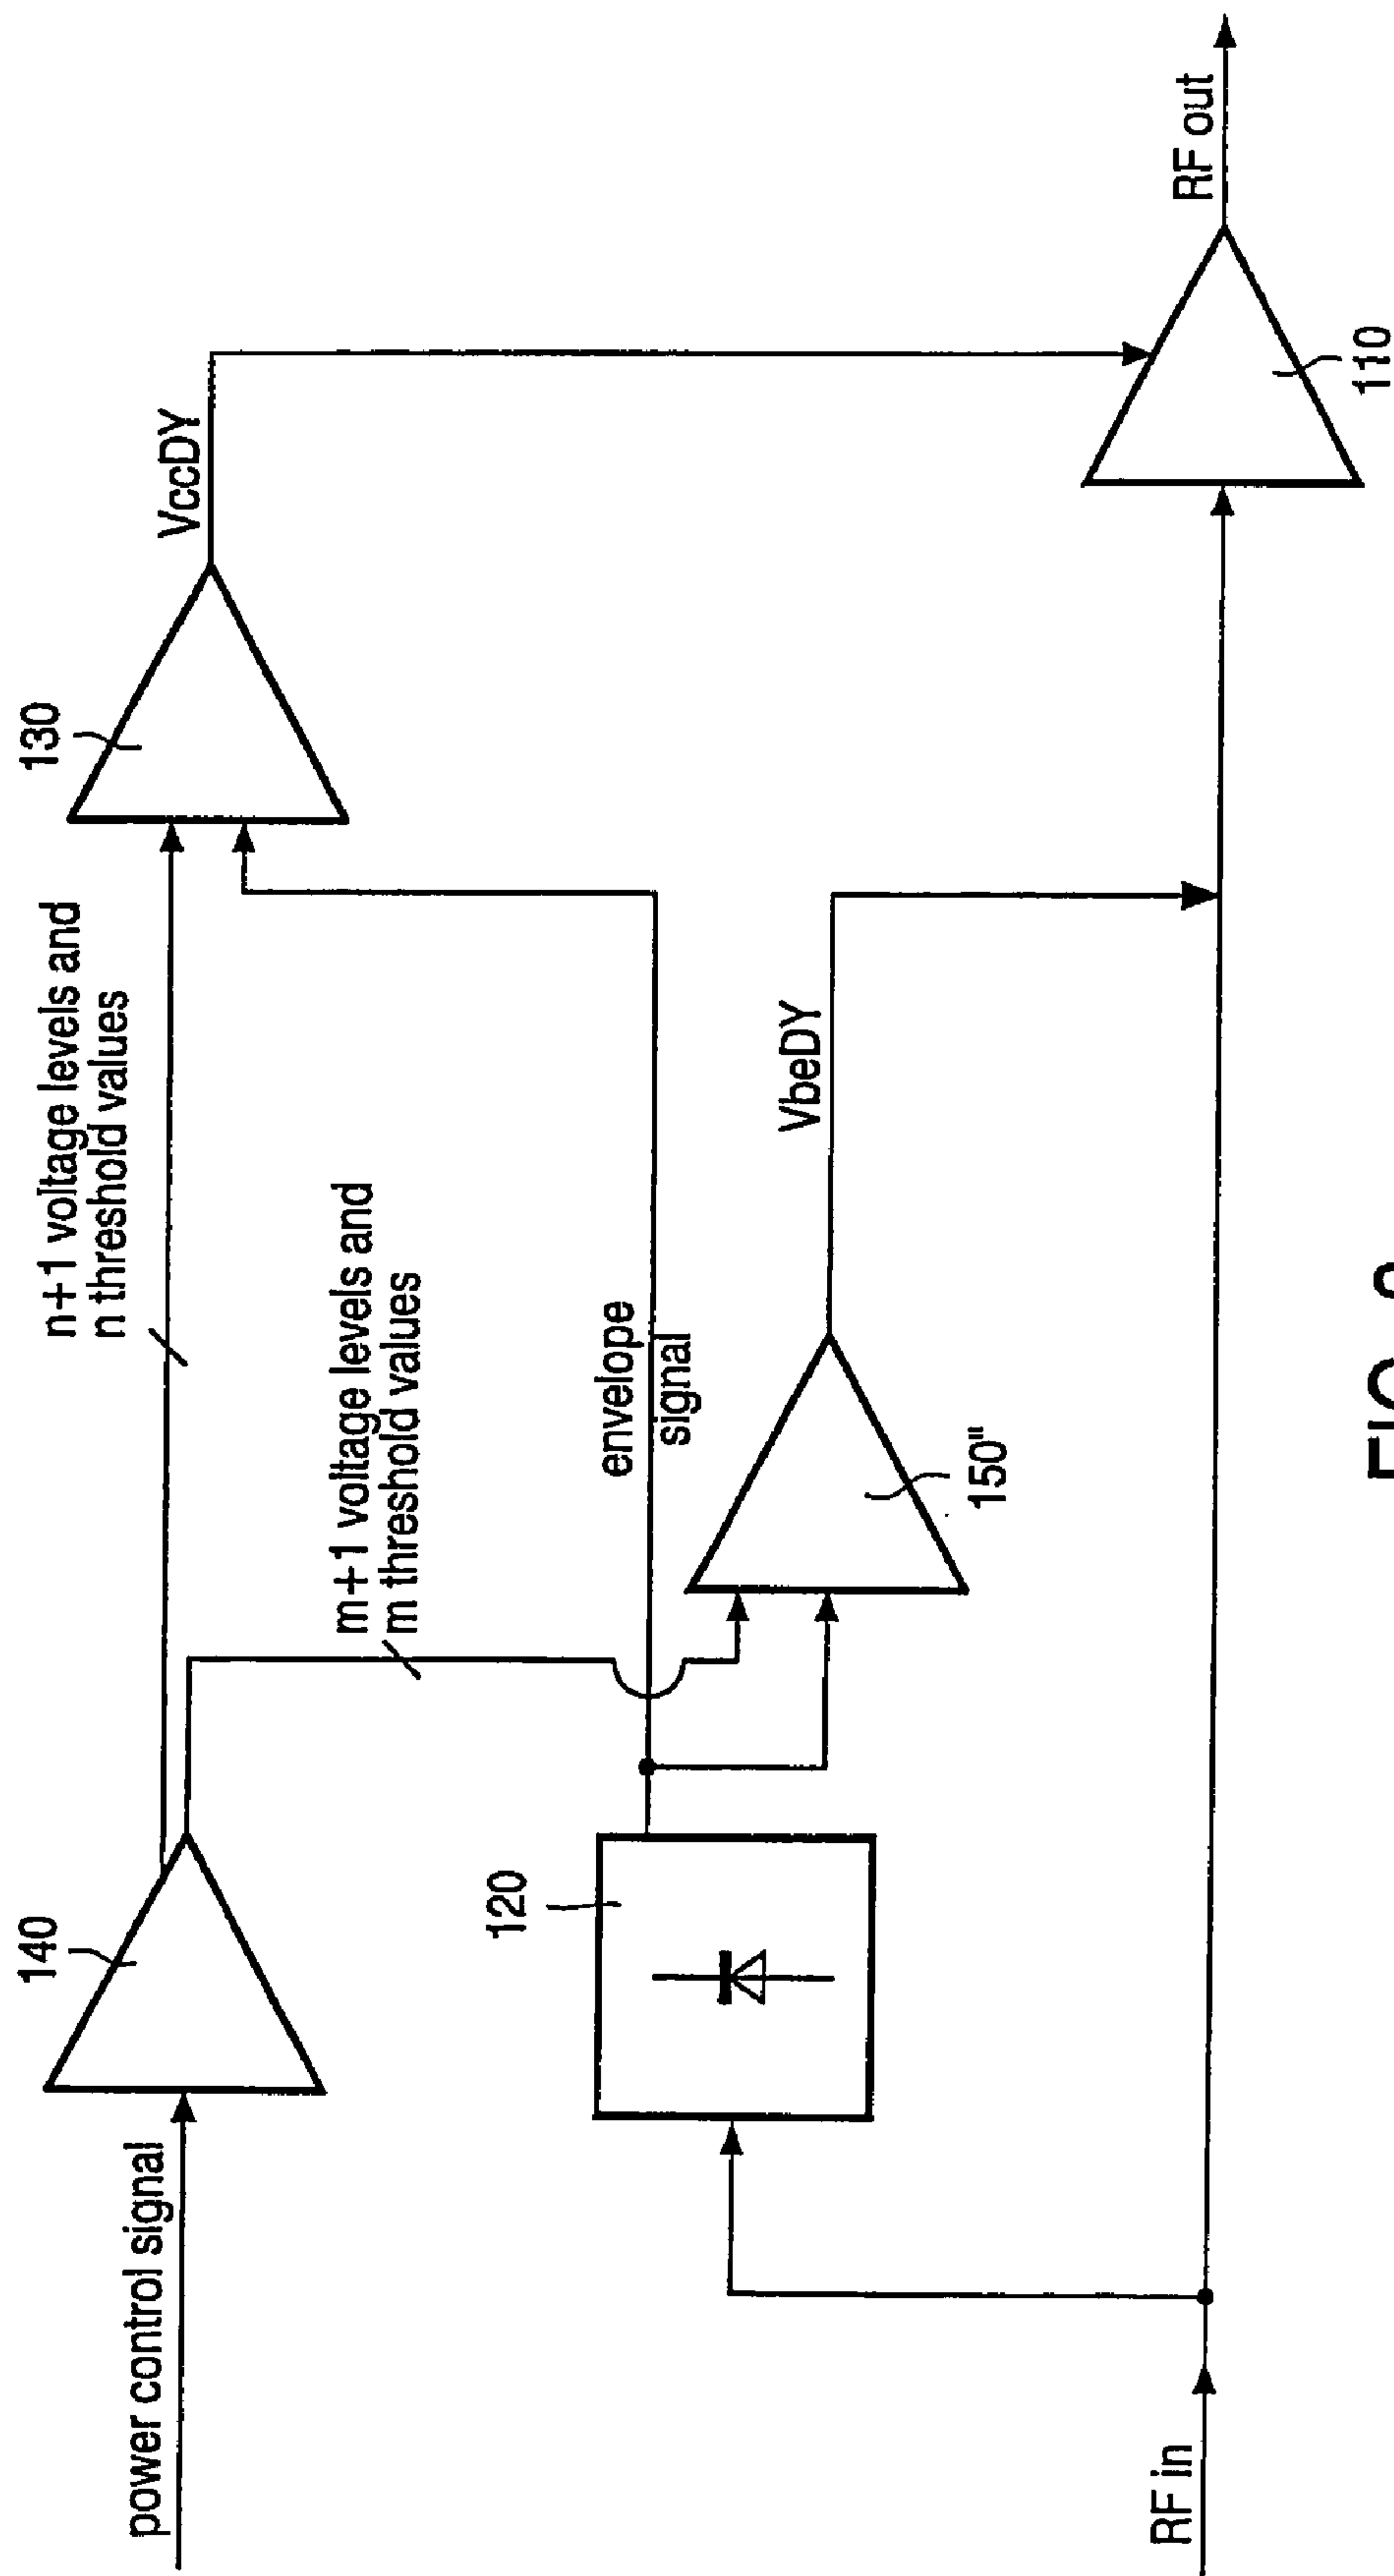 140
130
power control signal
n+1 voltage levels and
n threshold values
VccDY
m+1 voltage levels and
m threshold values
120
envelope
signal
VbeDY
150"
RF in
RF out
110
FIG.